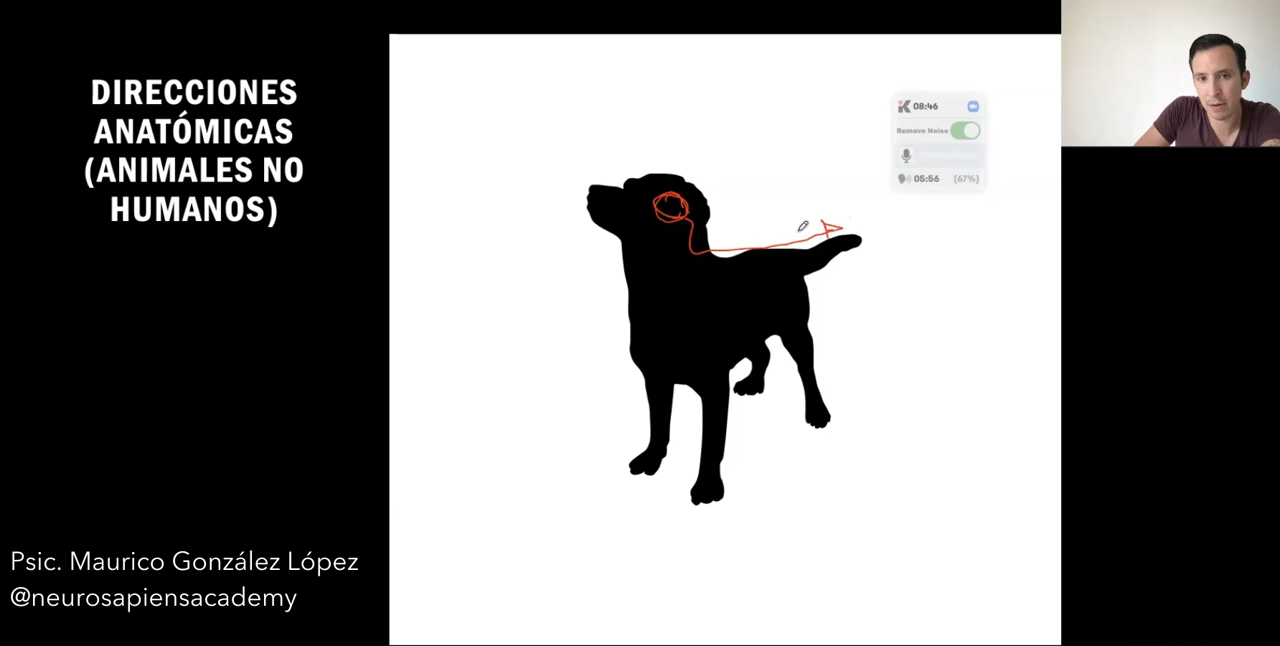 DIRECCIONES
ANATÓMICAS
(ANIMALES NO
HUMANOS)
08:46
Remove Noise
05:56 (67%)
Psic. Maurico González López
@neurosapiensacademy